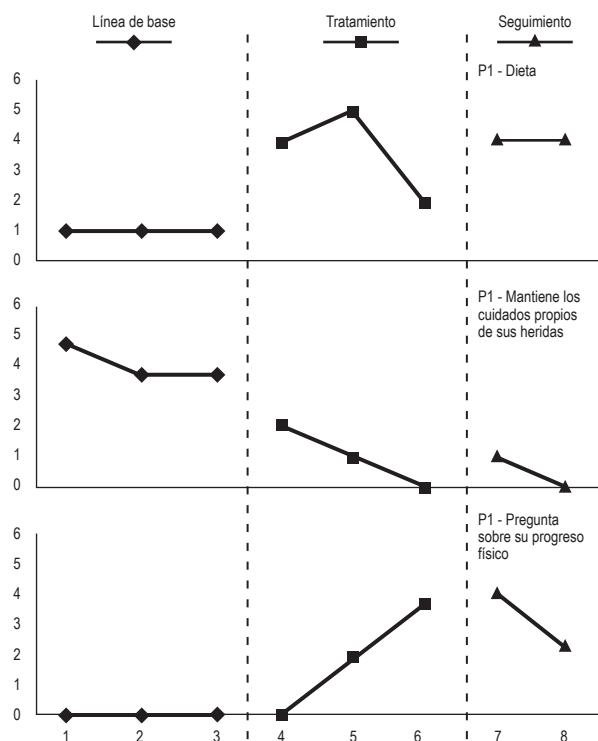 Línea de base Tratamiento Seguimiento
P1 - Dieta
6
5
4
3
2
1
0
P1 - Mantiene los
cuidados propios
de sus heridas
6
5
4
3
2
1
0
P1 - Pregunta
sobre su progreso
físico
6
5
4
3
2
1
0
1 2 3 4 5 6 7 8